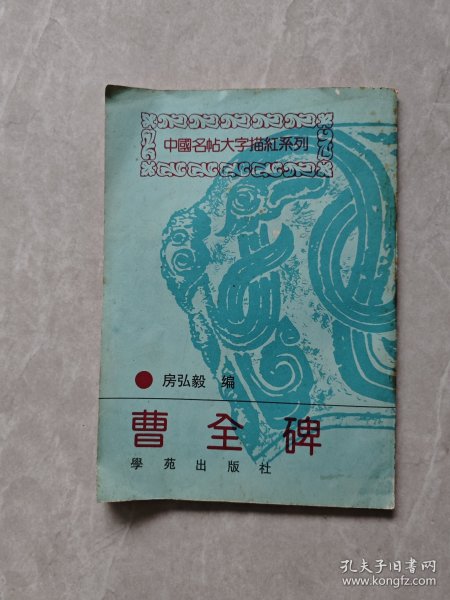 中國名帖大字描紅系列
房弘毅 编
曹全碑
學苑出版社
孔夫子旧书网
www.kongfz.com